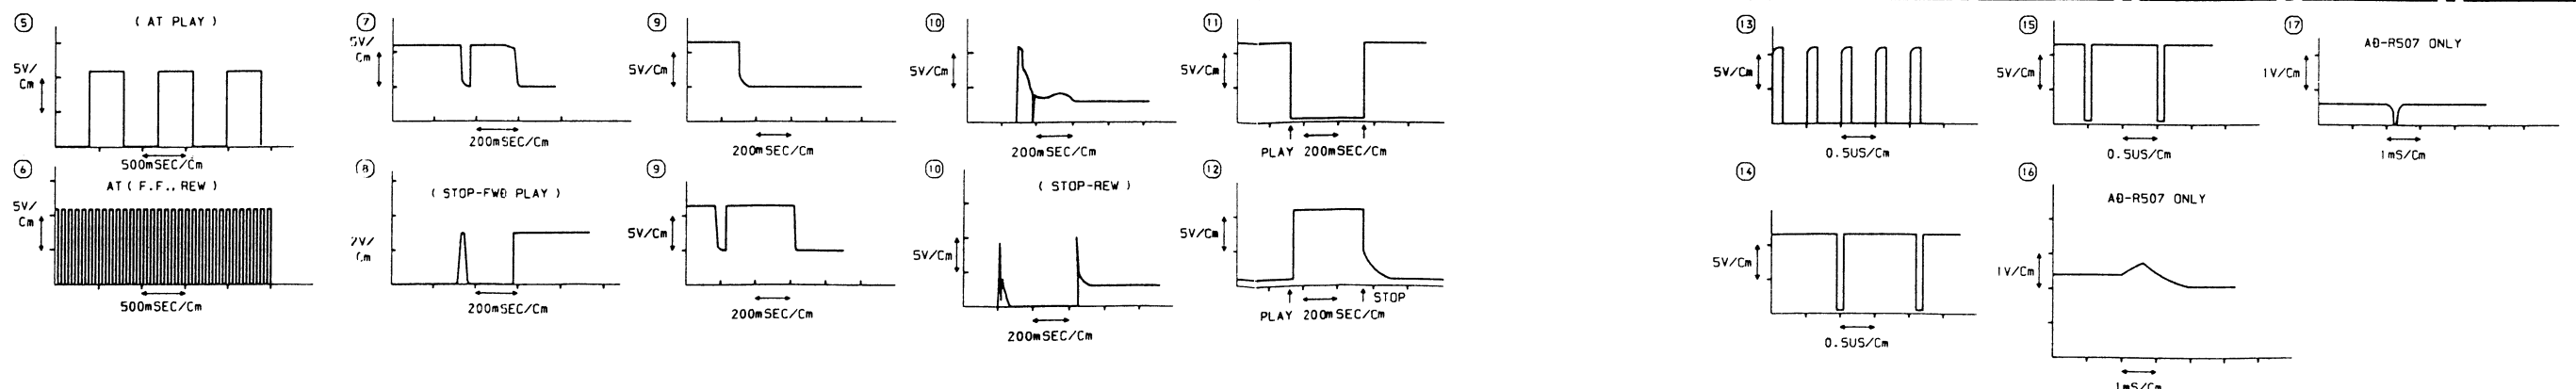 5
( AT PLAY )
5V/
Cm
500mSEC/Cm
7
5V/
Cm
200mSEC/Cm
9
5V/Cm
200mSEC/Cm
10
5V/Cm
200mSEC/Cm
11
5V/Cm
PLAY 200mSEC/Cm
13
5V/Cm
0.5US/Cm
15
5V/Cm
0.5US/Cm
17
AD-R507 ONLY
1V/Cm
1mS/Cm
6
AT ( F.F., REW )
5V/
Cm
500mSEC/Cm
8
( STOP-FWD PLAY )
Cm
200mSEC/Cm
9
5V/Cm
200mSEC/Cm
10
( STOP-REW )
5V/Cm
200mSEC/Cm
12
5V/Cm
STOP
PLAY 200mSEC/Cm
14
5V/Cm
0.5US/Cm
16
AD-R507 ONLY
1V/Cm
1mS/Cm